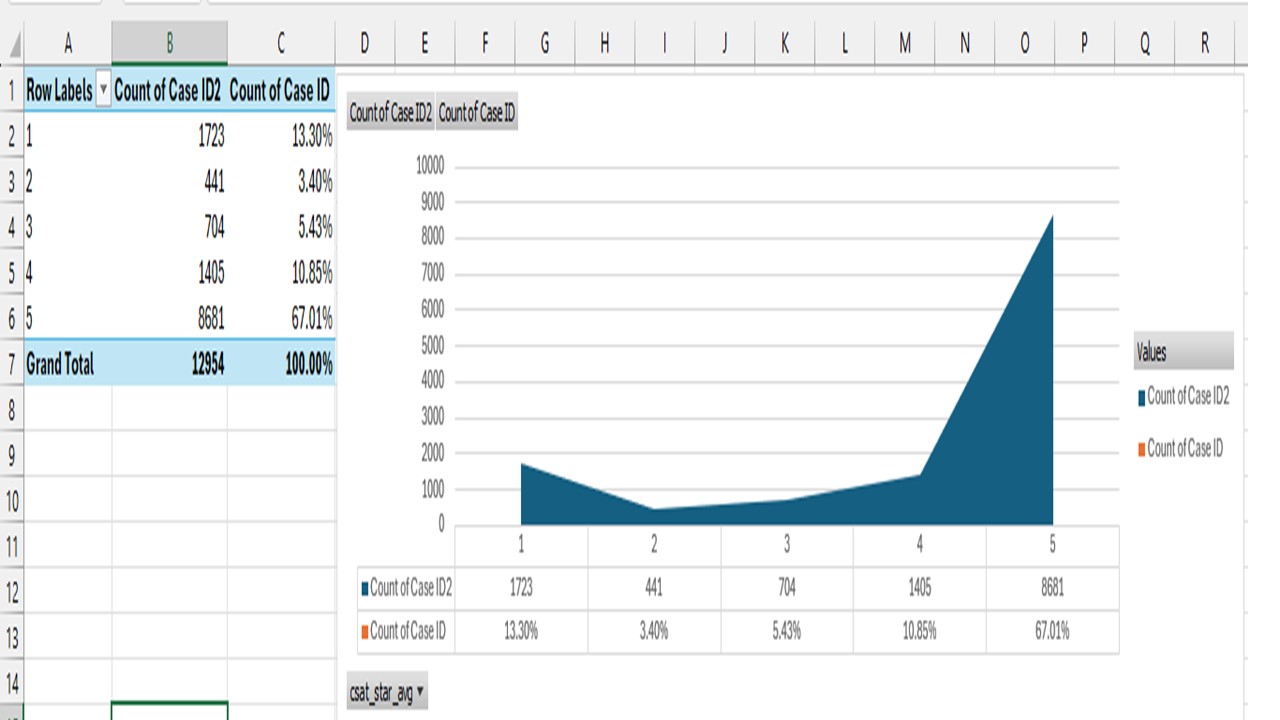 A B C D E F G H I J K L M N O P Q R
1 Row Labels Count of Case ID2 Count of Case ID
2 1 1723 13.30%
3 2 441 3.40%
4 3 704 5.43%
5 4 1405 10.85%
6 5 8681 67.01%
7 Grand Total 12954 100.00%
8
9
10
11
12
13
14
Count of Case ID2 Count of Case ID
10000
9000
8000
7000
6000
5000
4000
3000
2000
1000
0
1 2 3 4 5
Count of Case ID2 1723 441 704 1405 8681
Count of Case ID 13.30% 3.40% 5.43% 10.85% 67.01%
Values
Count of Case ID2
Count of Case ID
csat_star_avg